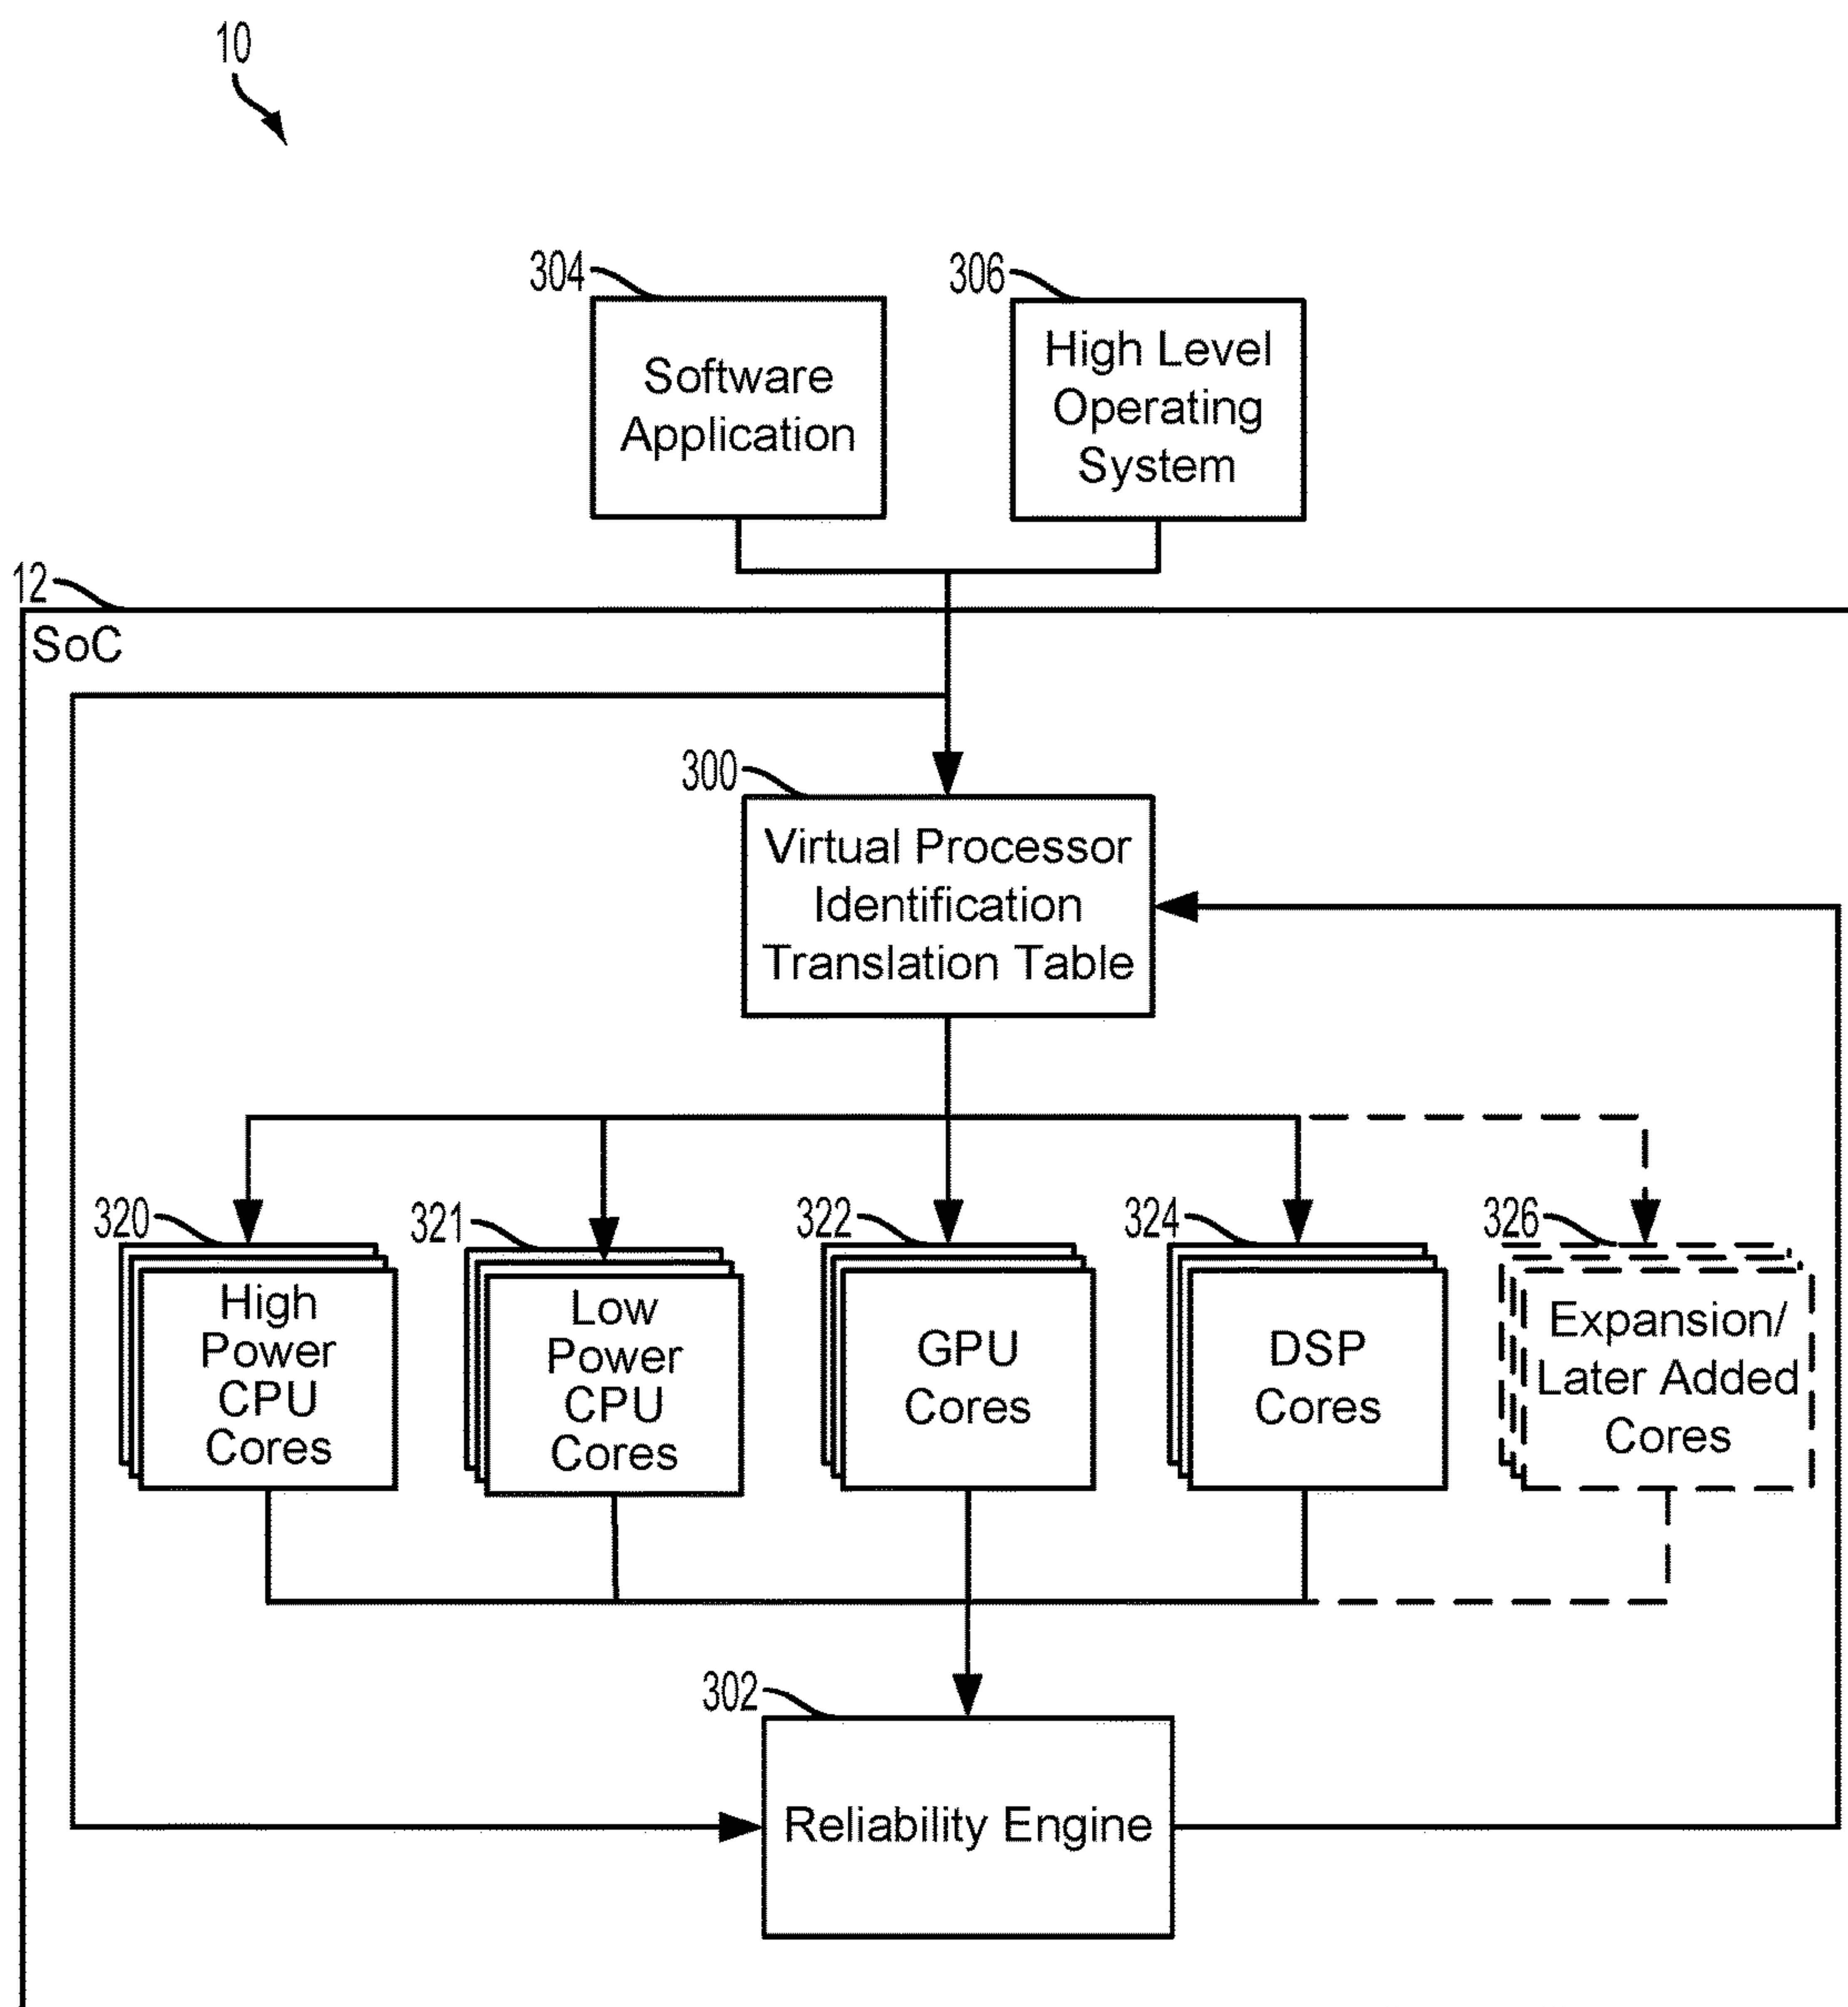 10
304
306
Software
Application
High Level
Operating
System
12
SoC
300
Virtual Processor
Identification
Translation Table
320
321
322
324
326
High
Power
CPU
Cores
Low
Power
CPU
Cores
GPU
Cores
DSP
Cores
Expansion/
Later Added
Cores
302
Reliability Engine